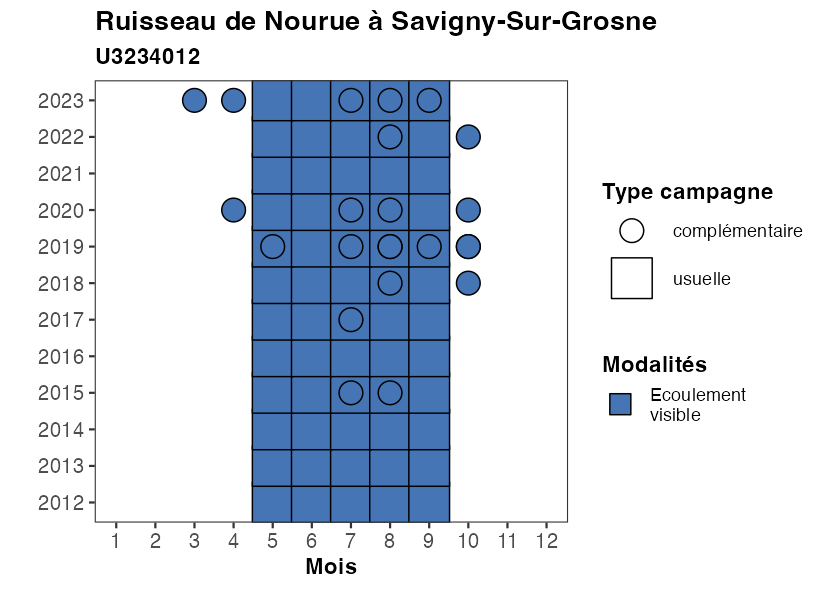 Ruisseau de Nourue à Savigny-Sur-Grosne
U3234012
2023
2022
2021
2020
2019
2018
2017
2016
2015
2014
2013
2012
1 2 3 4 5 6 7 8 9 10 11 12
Mois
Type campagne
complémentaire
usuelle
Modalités
Ecoulement
visible